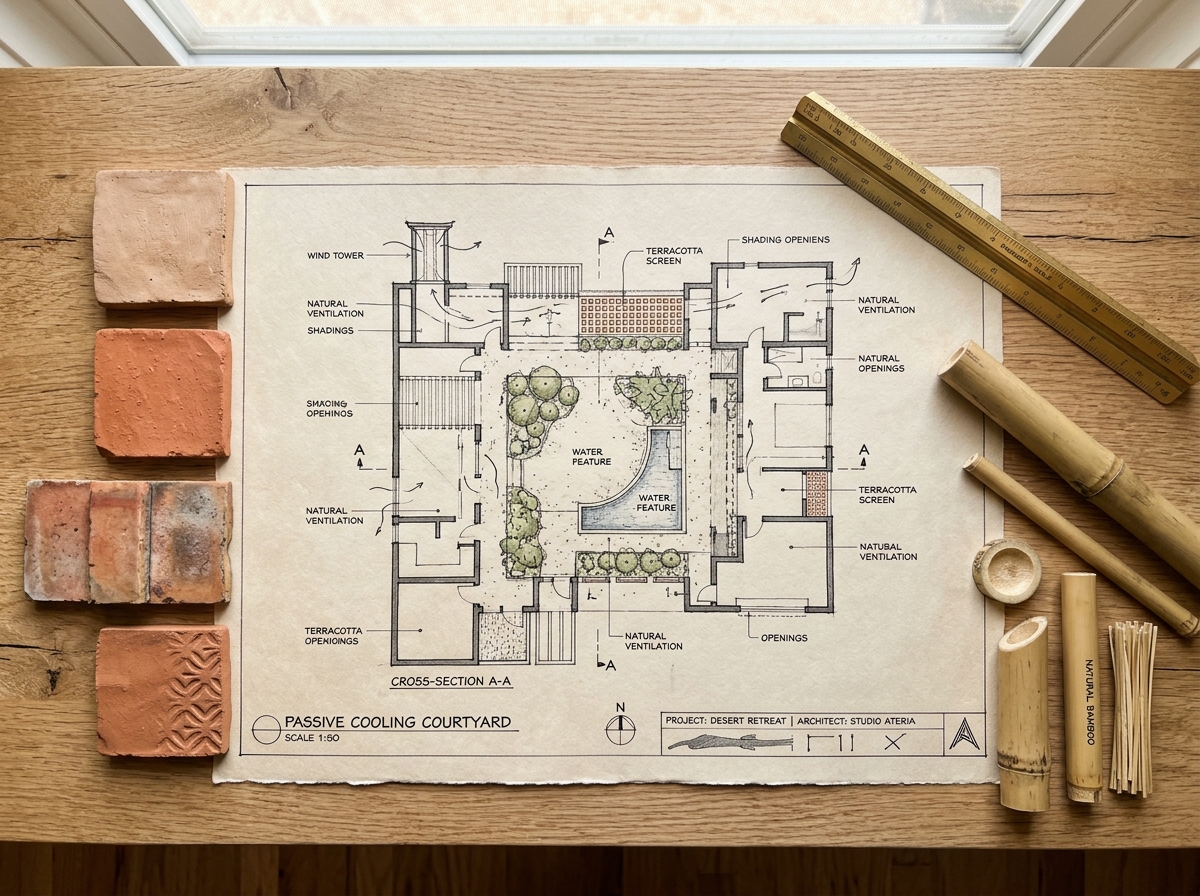 A
WIND TOWER
TERRACOTTA
SCREEN
SHADING OPENIENS
NATURAL
VENTILATION
SHADINGS
NATURAL
VENTILATION
NATURAL
OPENINGS
SMACING
OPEHINOS
A
WATER
FEATURE
WATER
FEATURE
A
TERRACOTTA
SCREEN
NATURAL
VENTILATION
NATUBAL
VENTILATION
TERRACOTTA
OPEKIOINGS
NATURAL
VENTILATION
OPENINGS
A
CROSS-SECTION A-A
PASSIVE COOLING COURTYARD
SCALE 1:50
N
PROJECT: DESERT RETREAT | ARCHITECT: STUDIO ATERIA
NATURAL BAMBOO